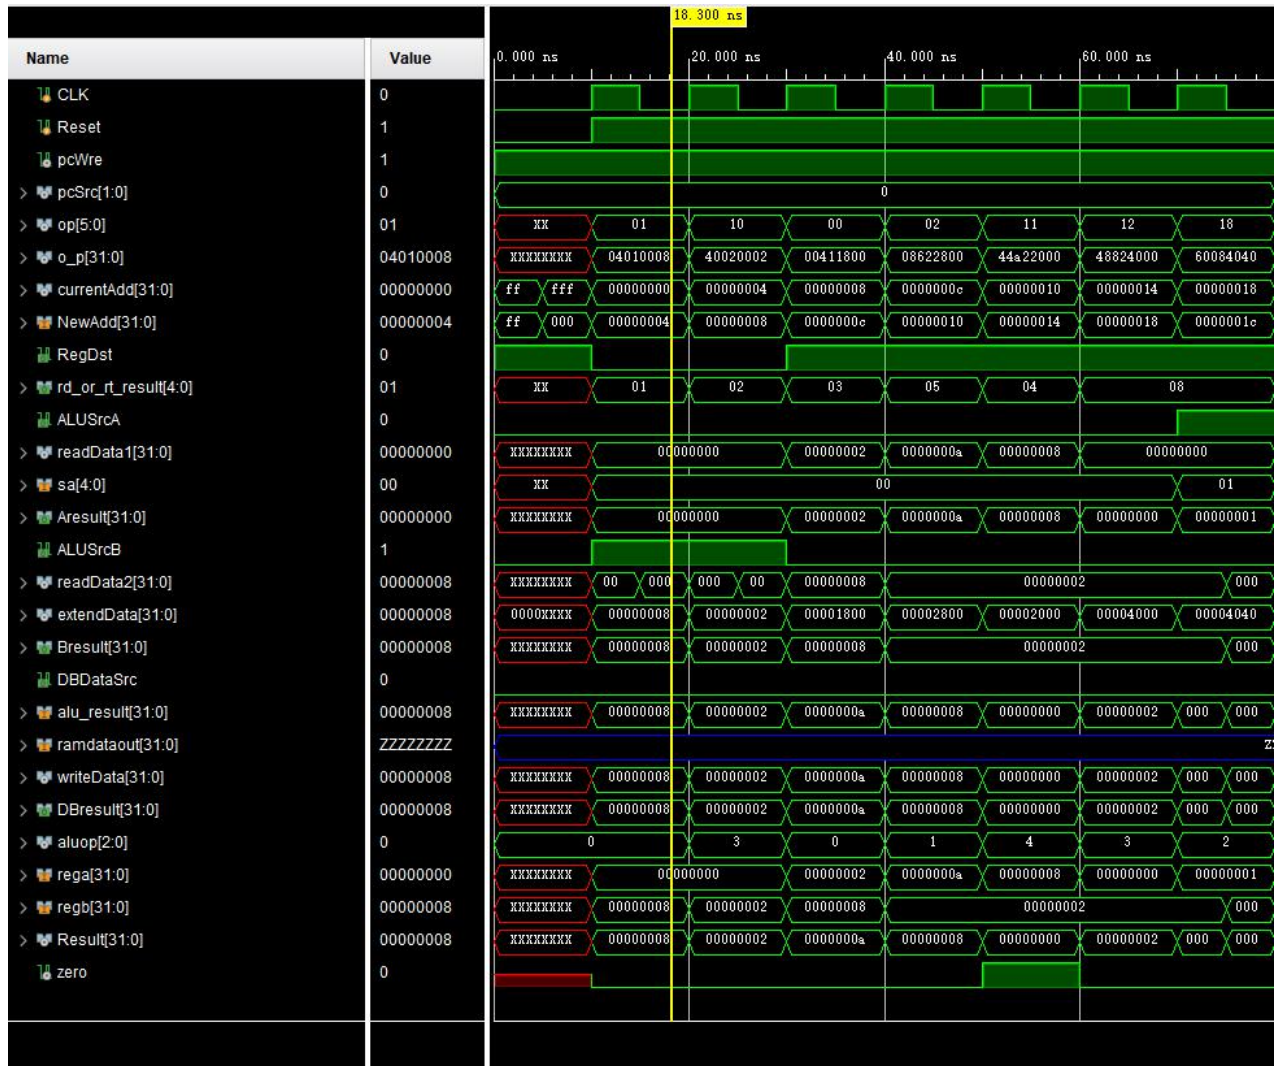 18.300 ns
Name Value 0.000 ns 20.000 ns 40.000 ns 60.000 ns
CLK 0
Reset 1
pcWre 1
pcSrc[1:0] 0 0
op[5:0] 01 XX 01 10 00 02 11 12 18
o_p[31:0] 04010008 XXXXXXXX 04010008 40020002 00411800 08622800 44a22000 48824000 60084040
currentAdd[31:0] 00000000 ff fff 00000000 00000004 00000008 0000000c 00000010 00000014 00000018
NewAdd[31:0] 00000004 ff 000 00000004 00000008 0000000c 00000010 00000014 00000018 0000001c
RegDst 0
rd_or_rt_result[4:0] 01 XX 01 02 03 05 04 08
ALUSrcA 0
readData1[31:0] 00000000 XXXXXXXX 00000000 00000002 0000000a 00000008 00000000
sa[4:0] 00 XX 00 01
Aresult[31:0] 00000000 XXXXXXXX 00000000 00000002 0000000a 00000008 00000000 00000001
ALUSrcB 1
readData2[31:0] 00000008 XXXXXXXX 00 000 000 00 00000008 00000002 000
extendData[31:0] 00000008 0000XXXX 00000008 00000002 00001800 00002800 00002000 00004000 00004040
Bresult[31:0] 00000008 XXXXXXXX 00000008 00000002 00000008 00000002 000
DBDataSrc 0
alu_result[31:0] 00000008 XXXXXXXX 00000008 00000002 0000000a 00000008 00000000 00000002 000 000
ramdataout[31:0] ZZZZZZZZ Z
writeData[31:0] 00000008 XXXXXXXX 00000008 00000002 0000000a 00000008 00000000 00000002 000 000
DBresult[31:0] 00000008 XXXXXXXX 00000008 00000002 0000000a 00000008 00000000 00000002 000 000
aluop[2:0] 0 0 3 0 1 4 3 2
rega[31:0] 00000000 XXXXXXXX 00000000 00000002 0000000a 00000008 00000000 00000001
regb[31:0] 00000008 XXXXXXXX 00000008 00000002 00000008 00000002 000
Result[31:0] 00000008 XXXXXXXX 00000008 00000002 0000000a 00000008 00000000 00000002 000 000
zero 0